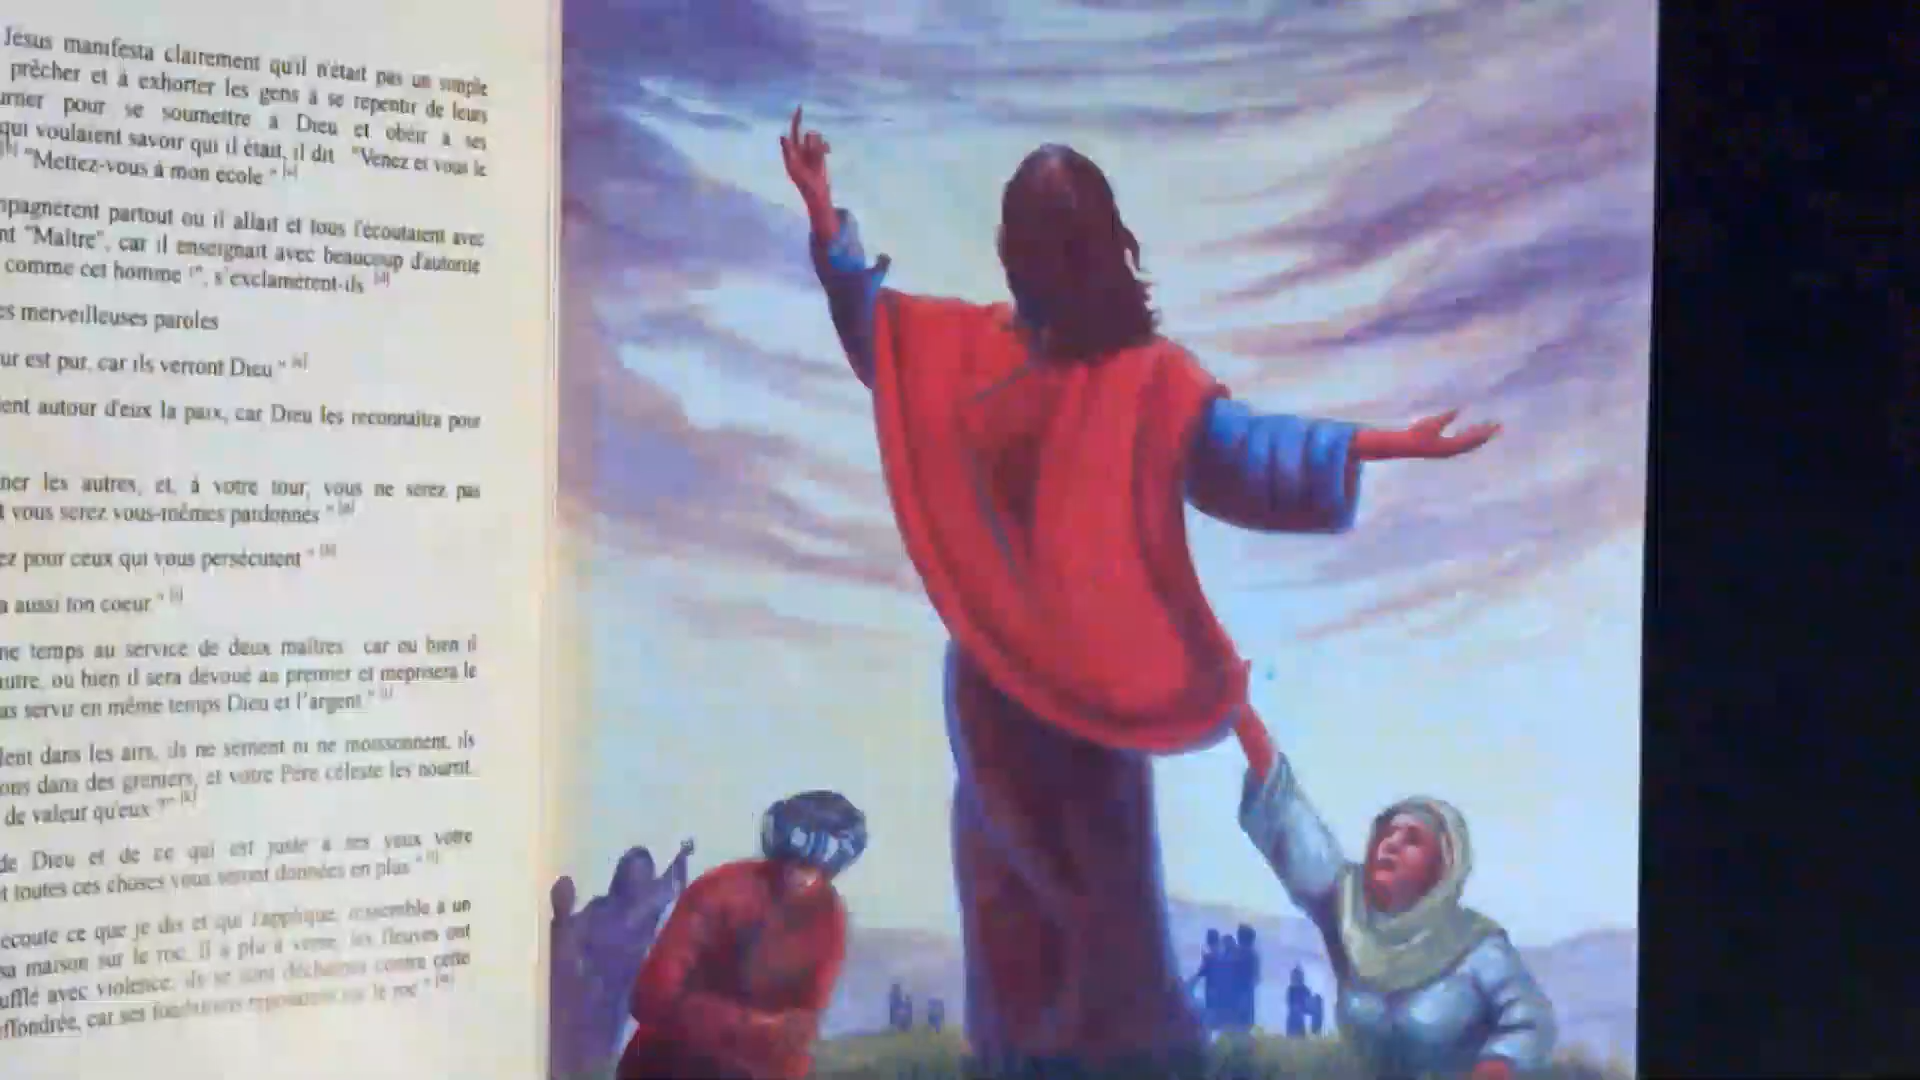 Jésus manifesta clairement qu'il n'était pas un simple
prêcher et à exhorter les gens à se repentir de leurs
urner pour se soumettre à Dieu et obéir à ses
qui voulaient savoir qui il était, il dit "Venez et vous le
"Mettez-vous à mon école"
mpagnèrent partout ou il allait et tous l'écoutaient avec
nt "Maître", car il enseignait avec beaucoup d'autorité
comme cet homme !", s'exclamèrent-ils [d]
es merveilleuses paroles
ur est pur, car ils verront Dieu"
ent autour d'eux la paix, car Dieu les reconnaîtra pour
ner les autres, et, à votre tour, vous ne serez pas
t vous serez vous-mêmes pardonnés"
ez pour ceux qui vous persécutent"
a aussi ton coeur"
ne temps au service de deux maîtres car ou bien il
autre, ou bien il sera dévoué au premier et méprisera le
as servir en même temps Dieu et l'argent."
lent dans les airs, ils ne sèment ni ne moissonnent, ils
ons dans des greniers, et votre Père céleste les nourrit.
de valeur qu'eux ?" [k]
de Dieu et de ce qui est juste à ses yeux votre
t toutes ces choses vous seront données en plus"
écoute ce que je dis et qui l'applique, ressemble à un
sa maison sur le roc. Il a plu à verse, les fleuves ont
ufflé avec violence, ils se sont déchaînés contre cette
ffondrée, car ses fondations reposaient sur le roc"